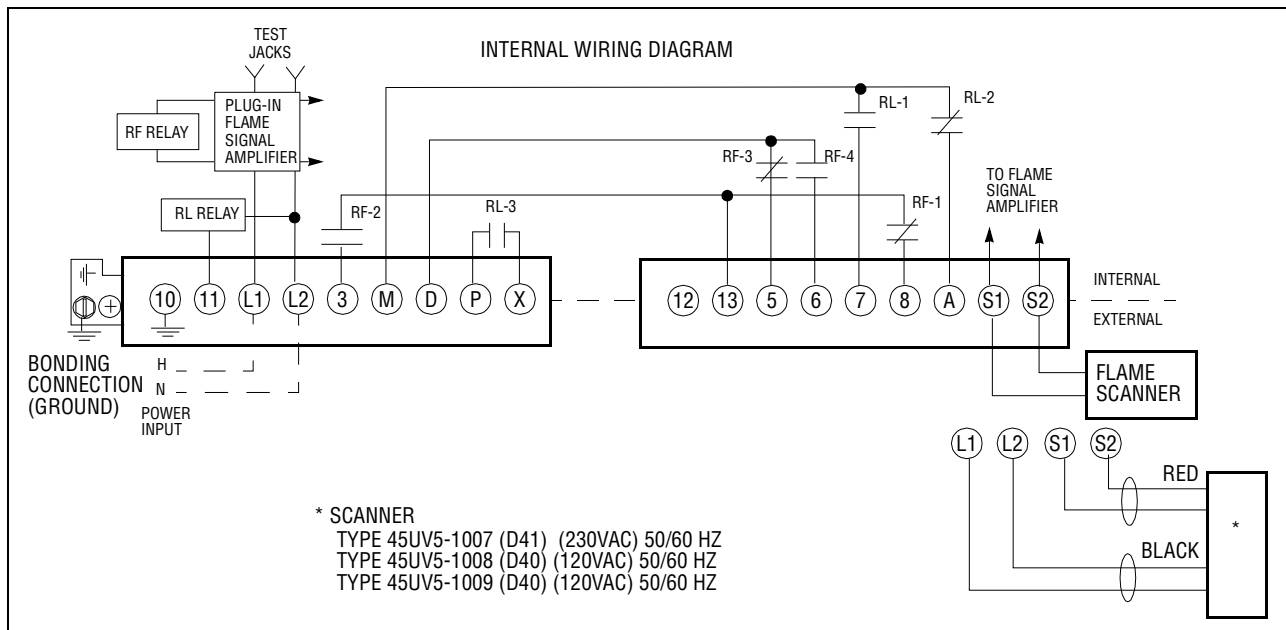 TEST
JACKS
INTERNAL WIRING DIAGRAM
PLUG-IN
FLAME
SIGNAL
AMPLIFIER
RF RELAY
RL RELAY
RF-2
RL-3
RF-3
RF-4
RL-1
RL-2
RF-1
TO FLAME
SIGNAL
AMPLIFIER
10 11 L1 L2 3 M D P X
12 13 5 6 7 8 A S1 S2
INTERNAL
EXTERNAL
BONDING
CONNECTION
(GROUND)
H
N
POWER
INPUT
FLAME
SCANNER
L1 L2 S1 S2
RED
BLACK
*
* SCANNER
TYPE 45UV5-1007 (D41) (230VAC) 50/60 HZ
TYPE 45UV5-1008 (D40) (120VAC) 50/60 HZ
TYPE 45UV5-1009 (D40) (120VAC) 50/60 HZ